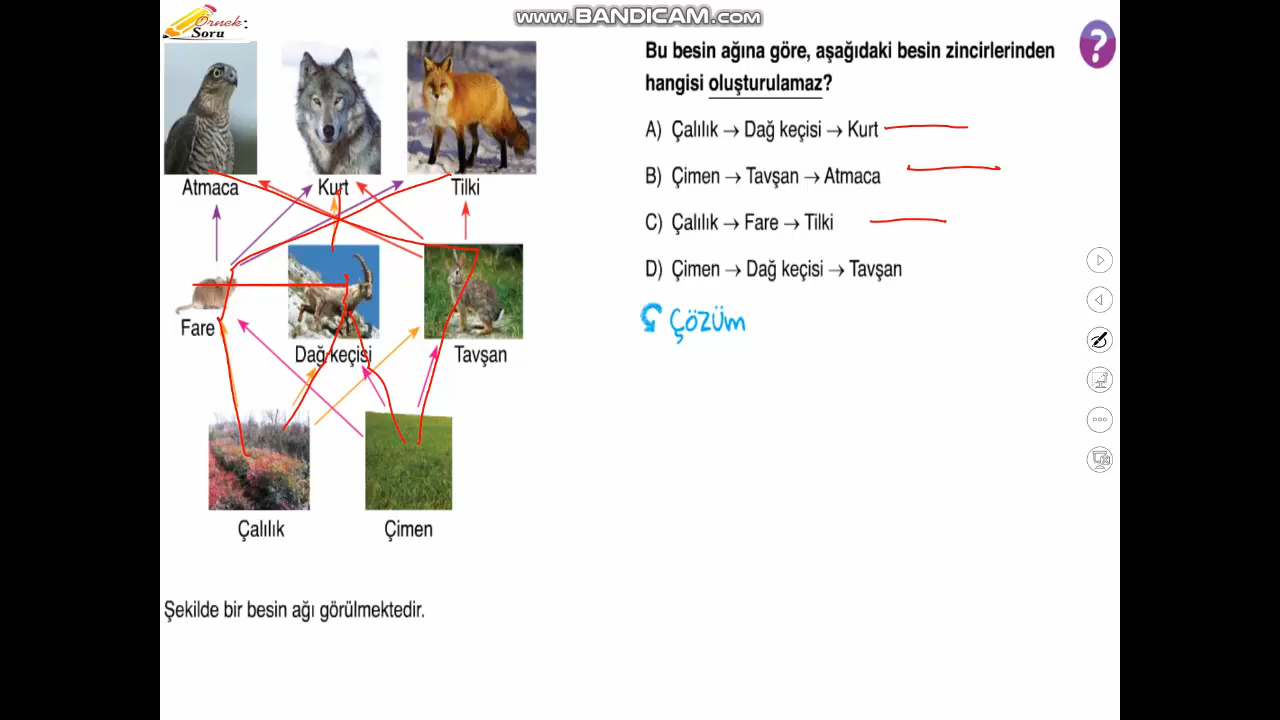 www.BANDICAM.com
Örnek
Soru :
Atmaca
Kurt
Tilki
Fare
Dağ keçisi
Tavşan
Çalılık
Çimen
Şekilde bir besin ağı görülmektedir.
Bu besin ağına göre, aşağıdaki besin zincirlerinden
hangisi oluşturulamaz?
A) Çalılık → Dağ keçisi → Kurt
B) Çimen → Tavşan → Atmaca
C) Çalılık → Fare → Tilki
D) Çimen → Dağ keçisi → Tavşan
Çözüm
?